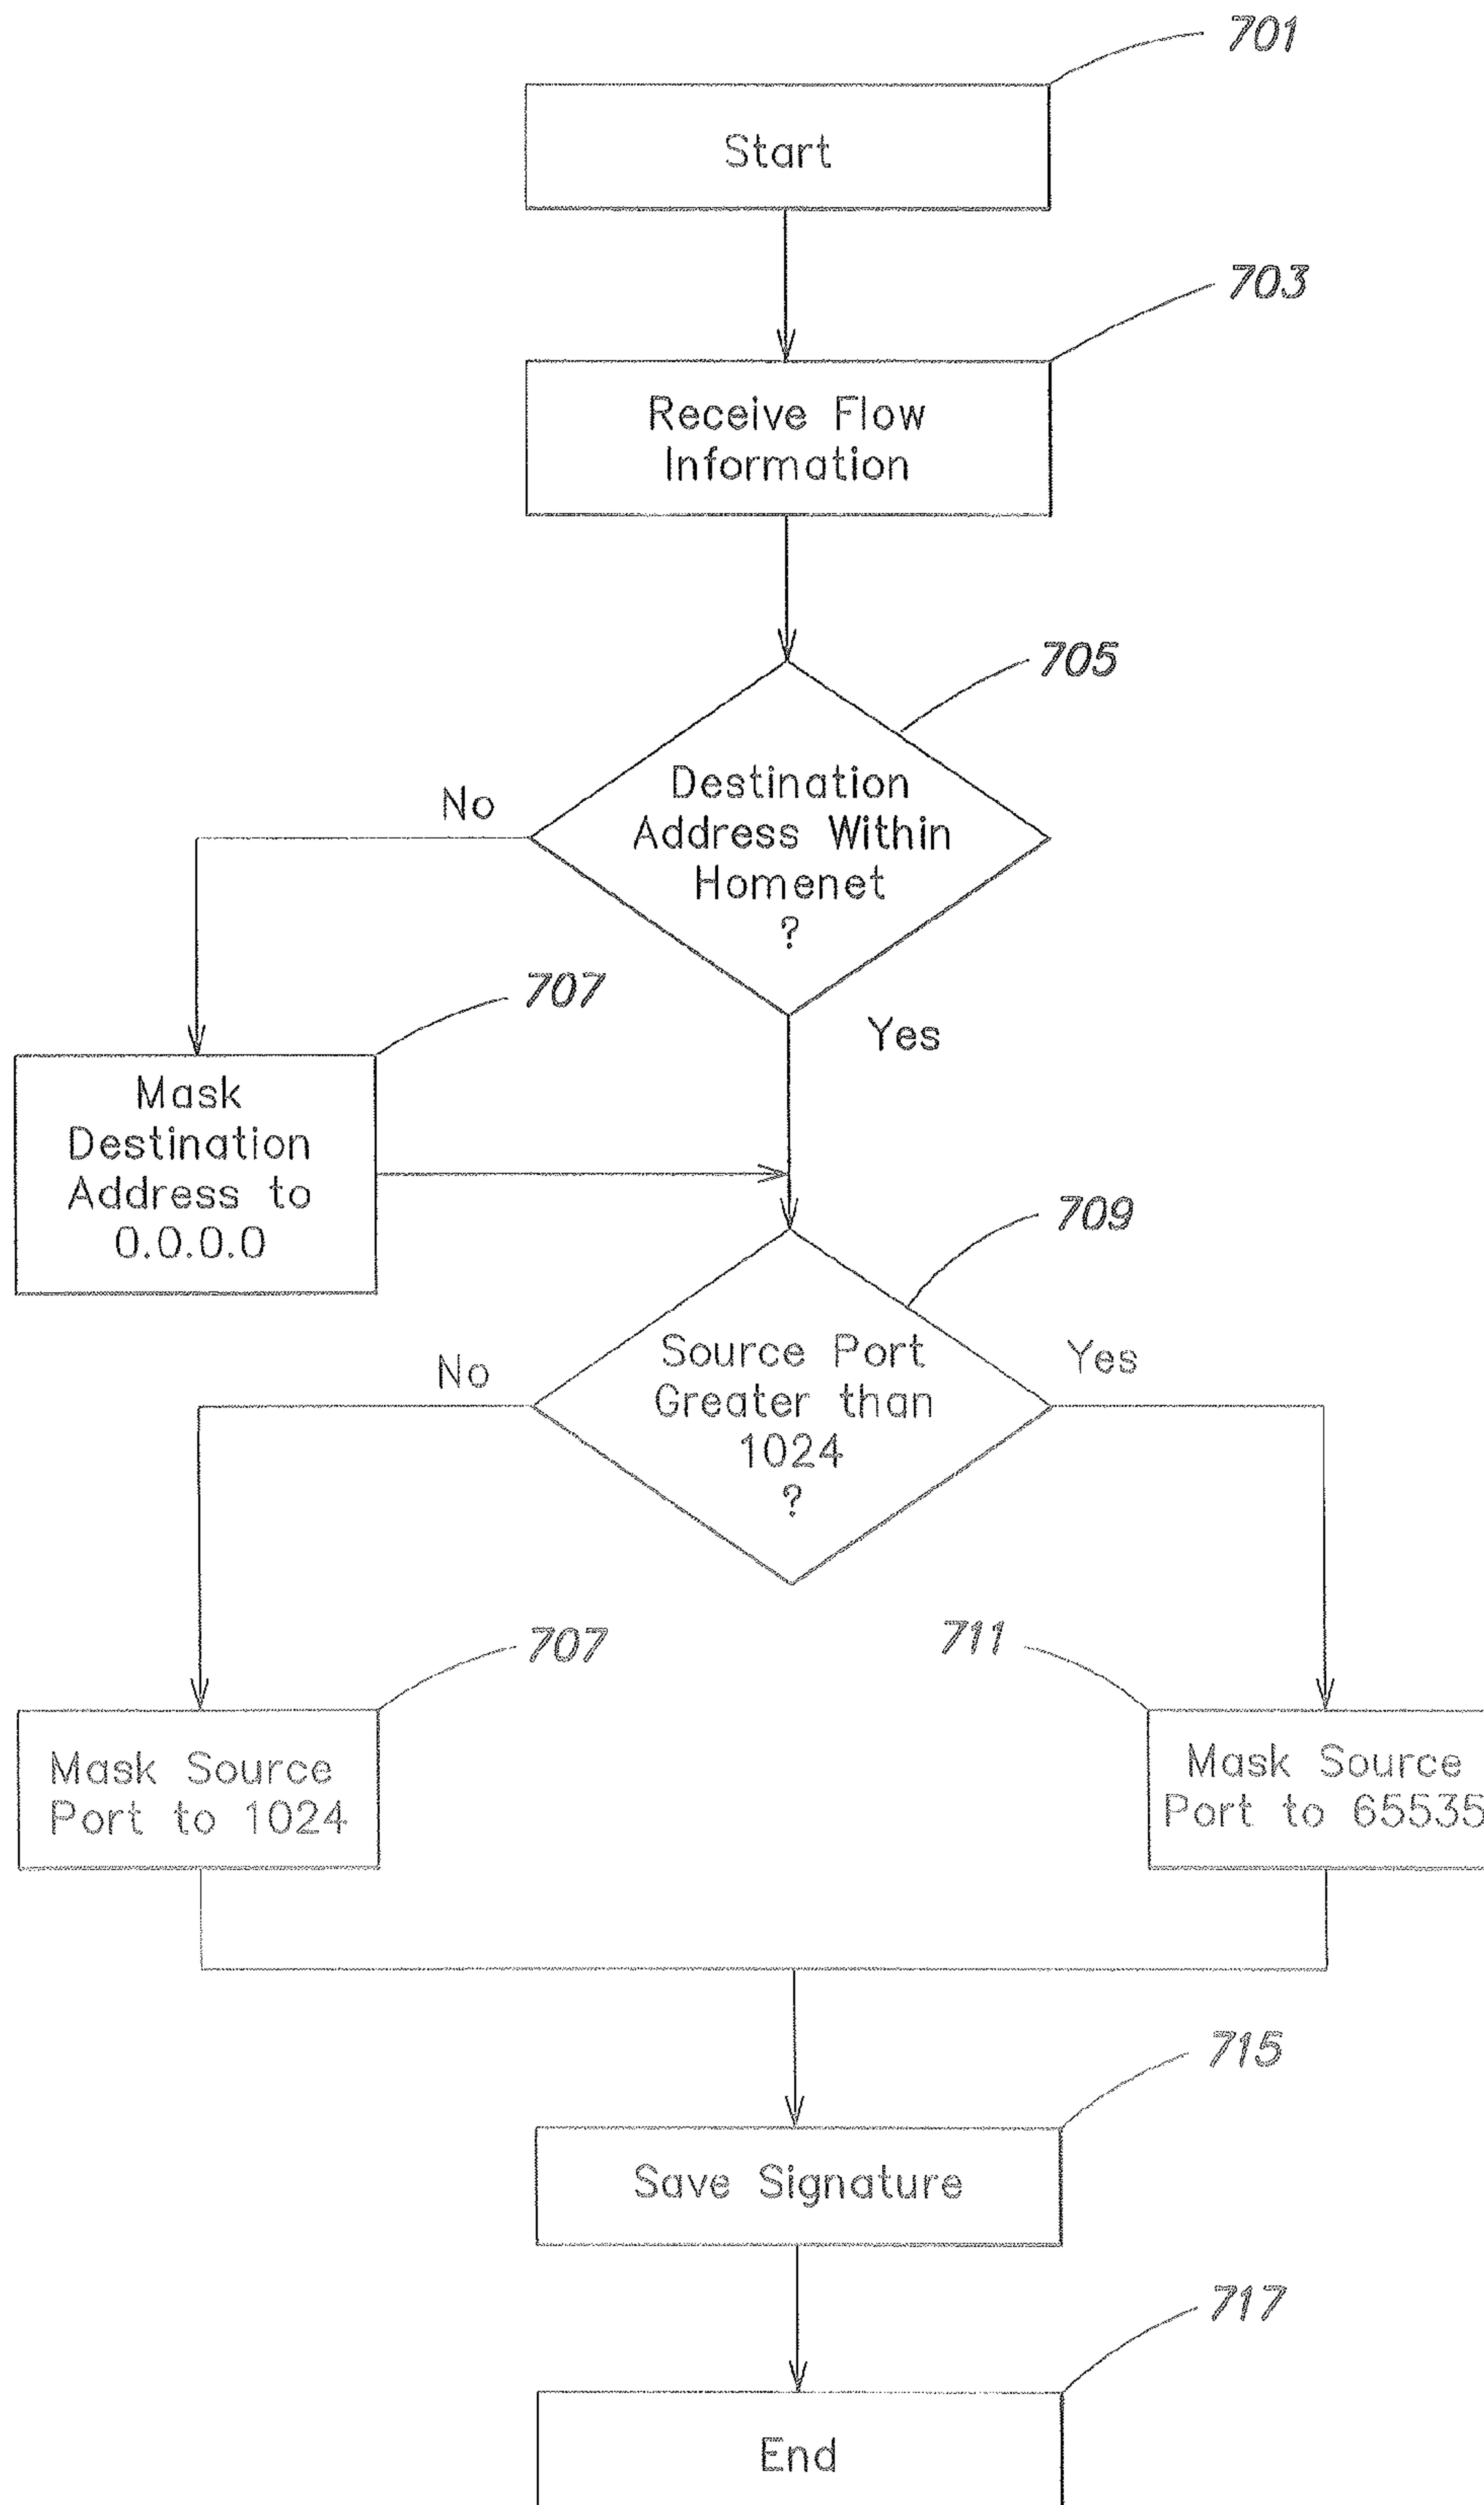 701
Start
703
Receive Flow
Information
705
Destination
Address Within
Homenet
?
No
Yes
707
Mask
Destination
Address to
0.0.0.0
709
Source Port
Greater than
1024
?
No
Yes
707
Mask Source
Port to 1024
711
Mask Source
Port to 65535
715
Save Signature
717
End